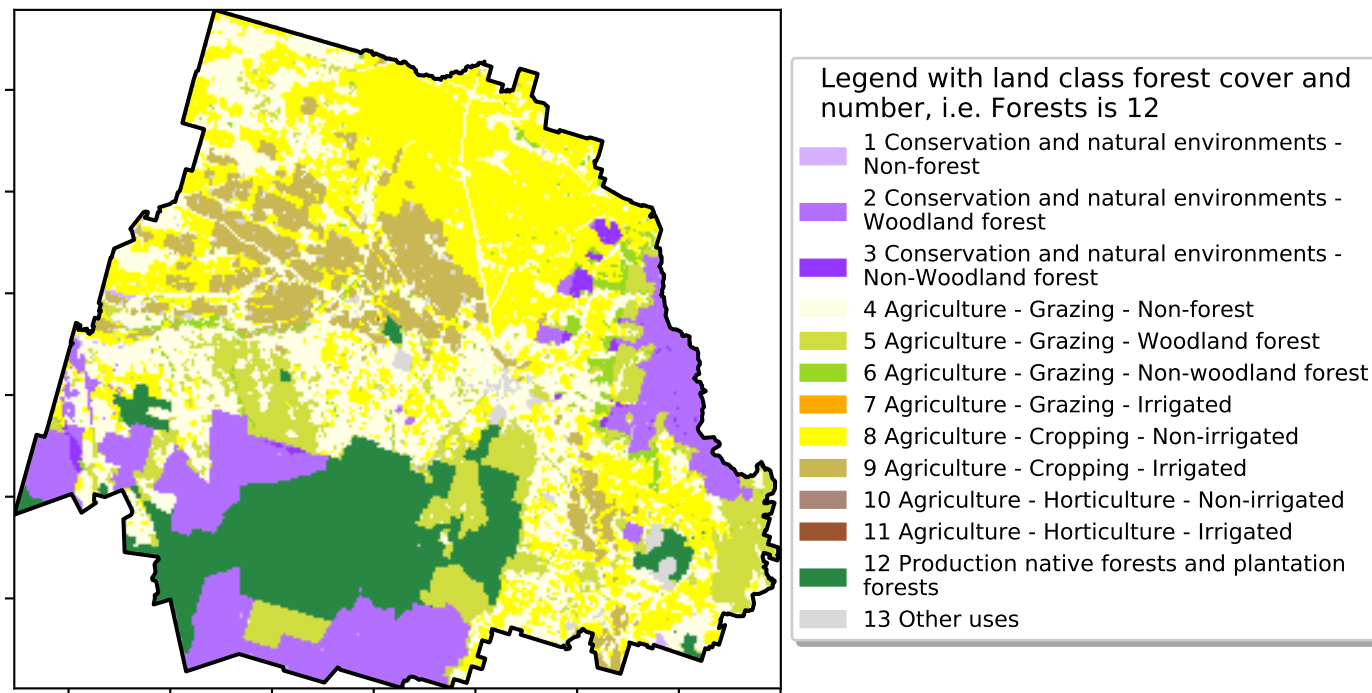 Legend with land class forest cover and
number, i.e. Forests is 12
1 Conservation and natural environments -
Non-forest
2 Conservation and natural environments -
Woodland forest
3 Conservation and natural environments -
Non-Woodland forest
4 Agriculture - Grazing - Non-forest
5 Agriculture - Grazing - Woodland forest
6 Agriculture - Grazing - Non-woodland forest
7 Agriculture - Grazing - Irrigated
8 Agriculture - Cropping - Non-irrigated
9 Agriculture - Cropping - Irrigated
10 Agriculture - Horticulture - Non-irrigated
11 Agriculture - Horticulture - Irrigated
12 Production native forests and plantation
forests
13 Other uses